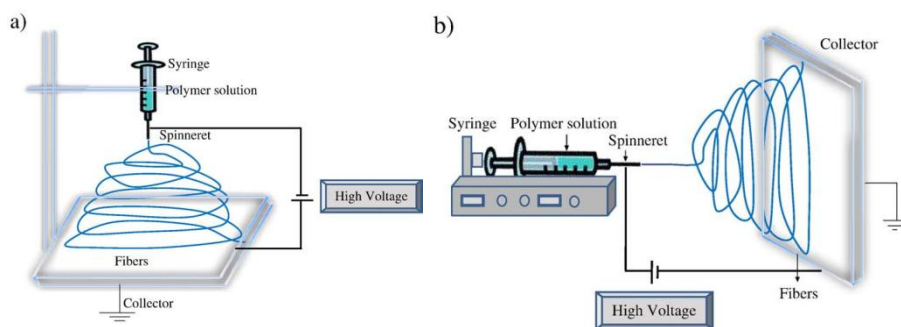 a)
Syringe
Polymer solution
Spinneret
High Voltage
Fibers
Collector
b)
Collector
Syringe
Polymer solution
Spinneret
Fibers
High Voltage